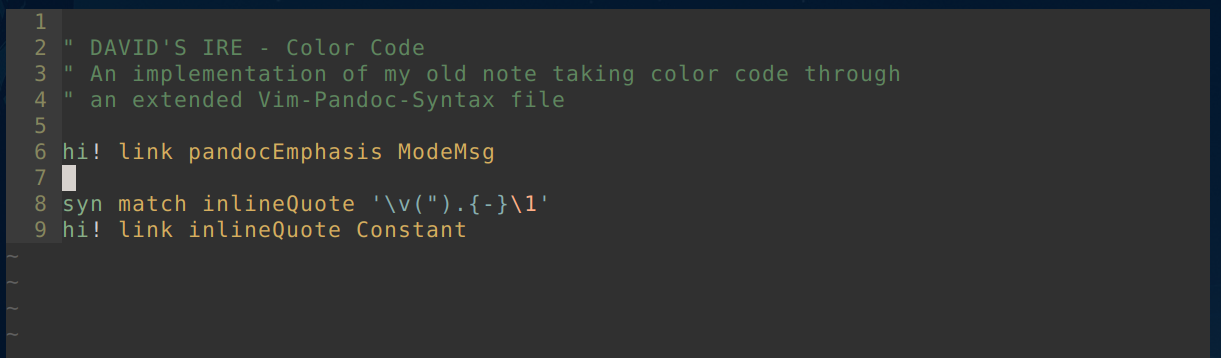 1
2 " DAVID'S IRE - Color Code
3 " An implementation of my old note taking color code through
4 " an extended Vim-Pandoc-Syntax file
5
6 hi! link pandocEmphasis ModeMsg
7
8 syn match inlineQuote '\v(").{-}\1'
9 hi! link inlineQuote Constant
~
~
~
~